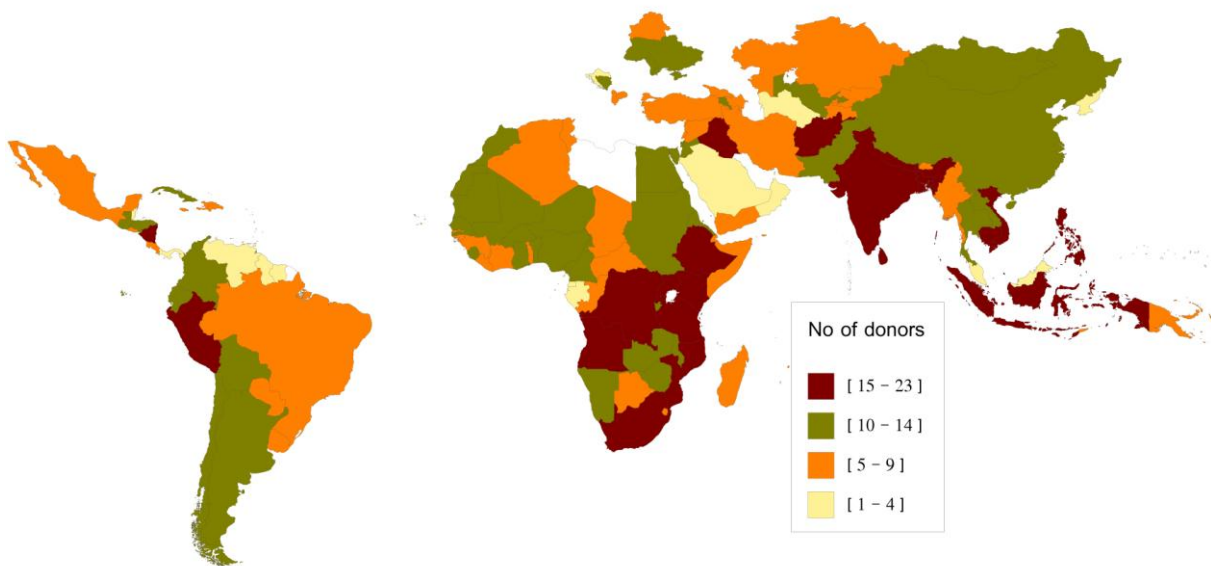 No of donors
[ 15 – 23 ]
[ 10 – 14 ]
[ 5 – 9 ]
[ 1 – 4 ]